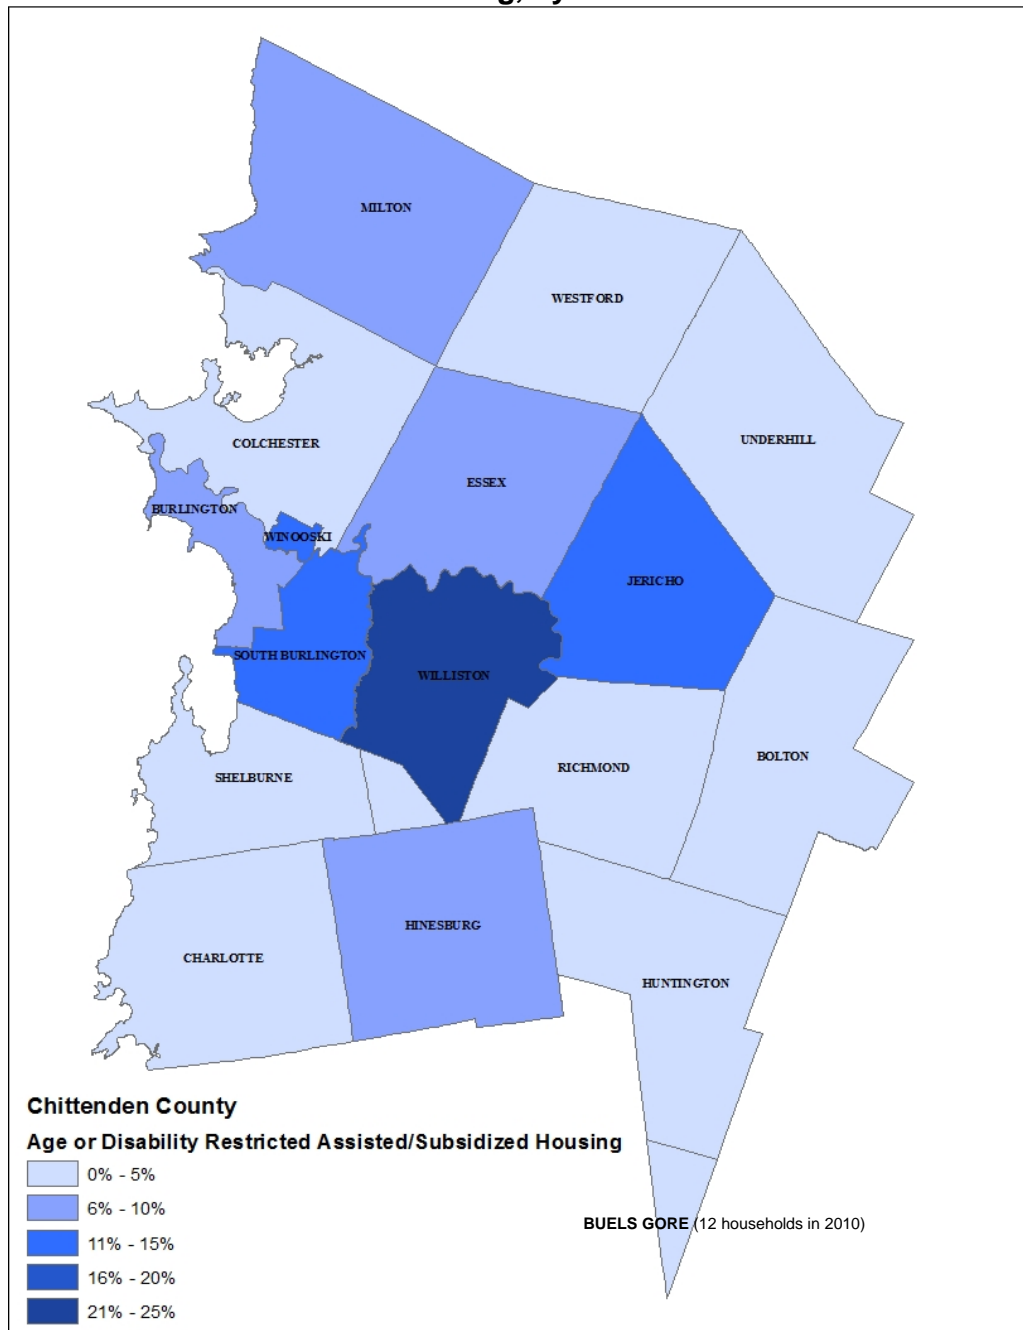 MILTON
WESTFORD
COLCHESTER
UNDERHILL
ESSEX
BURLINGTON
WINOOSKI
JERICHO
SOUTH BURLINGTON
WILLISTON
BOLTON
RICHMOND
SHELBURNE
HINESBURG
CHARLOTTE
HUNTINGTON
Chittenden County
Age or Disability Restricted Assisted/Subsidized Housing
0% - 5%
6% - 10%
BUELS GORE (12 households in 2010)
11% - 15%
16% - 20%
21% - 25%